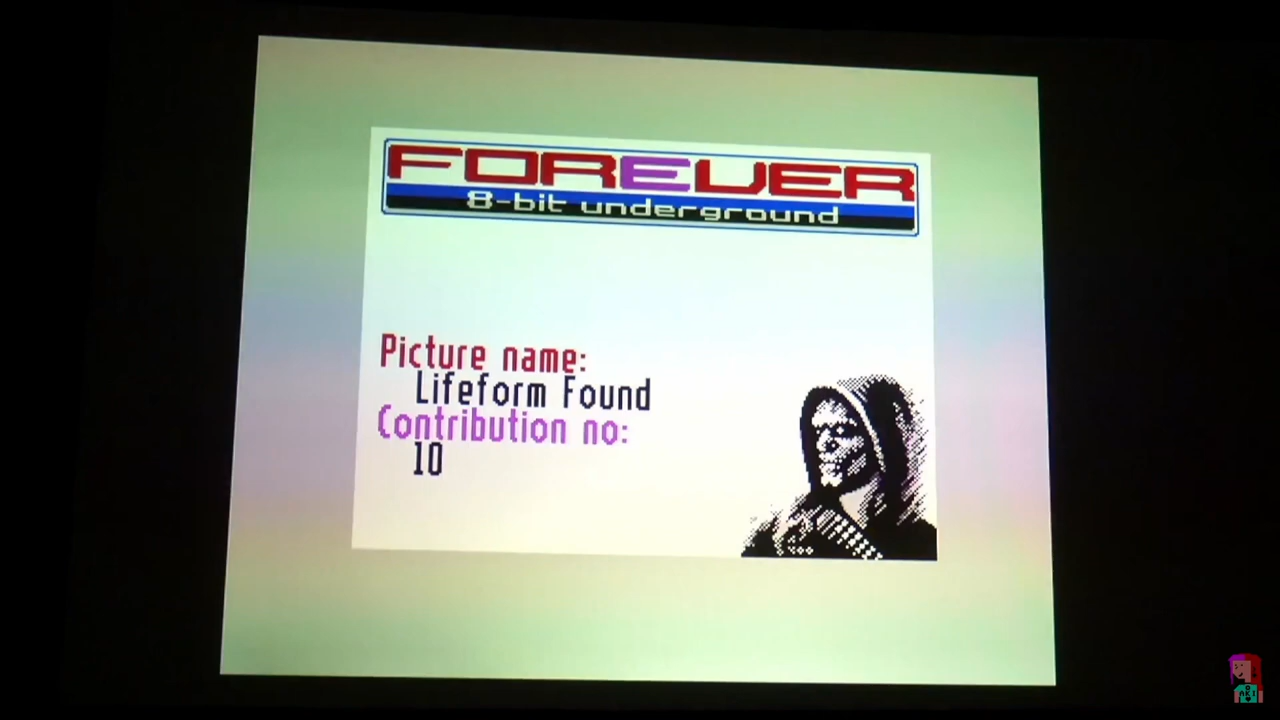 FOREVER
8-bit underground
Picture name:
Lifeform Found
Contribution no:
10